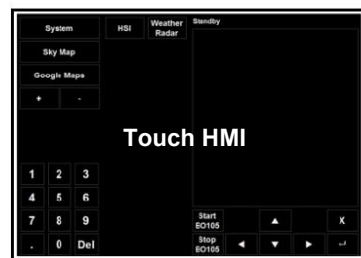 System
HSI
Weather
Radar
Standby
Sky Map
Google Maps
+ -
Touch HMI
1 2 3
4 5 6
7 8 9
. 0 Del
Start
EO105
▲
X
Stop
EO105
◄ ▼ ► ↵